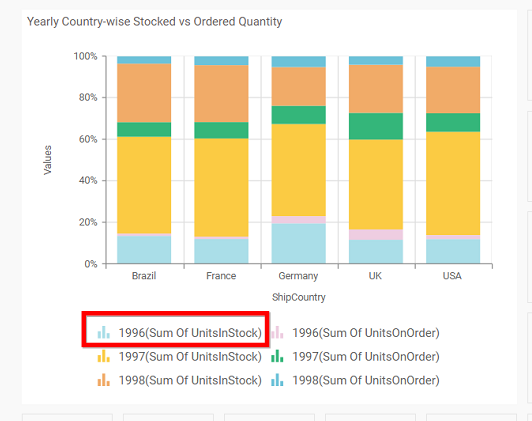 Yearly Country-wise Stocked vs Ordered Quantity
100%
80%
60%
40%
20%
0%
Values
Brazil France Germany UK USA
ShipCountry
1996(Sum Of UnitsInStock) 1996(Sum Of UnitsOnOrder)
1997(Sum Of UnitsInStock) 1997(Sum Of UnitsOnOrder)
1998(Sum Of UnitsInStock) 1998(Sum Of UnitsOnOrder)